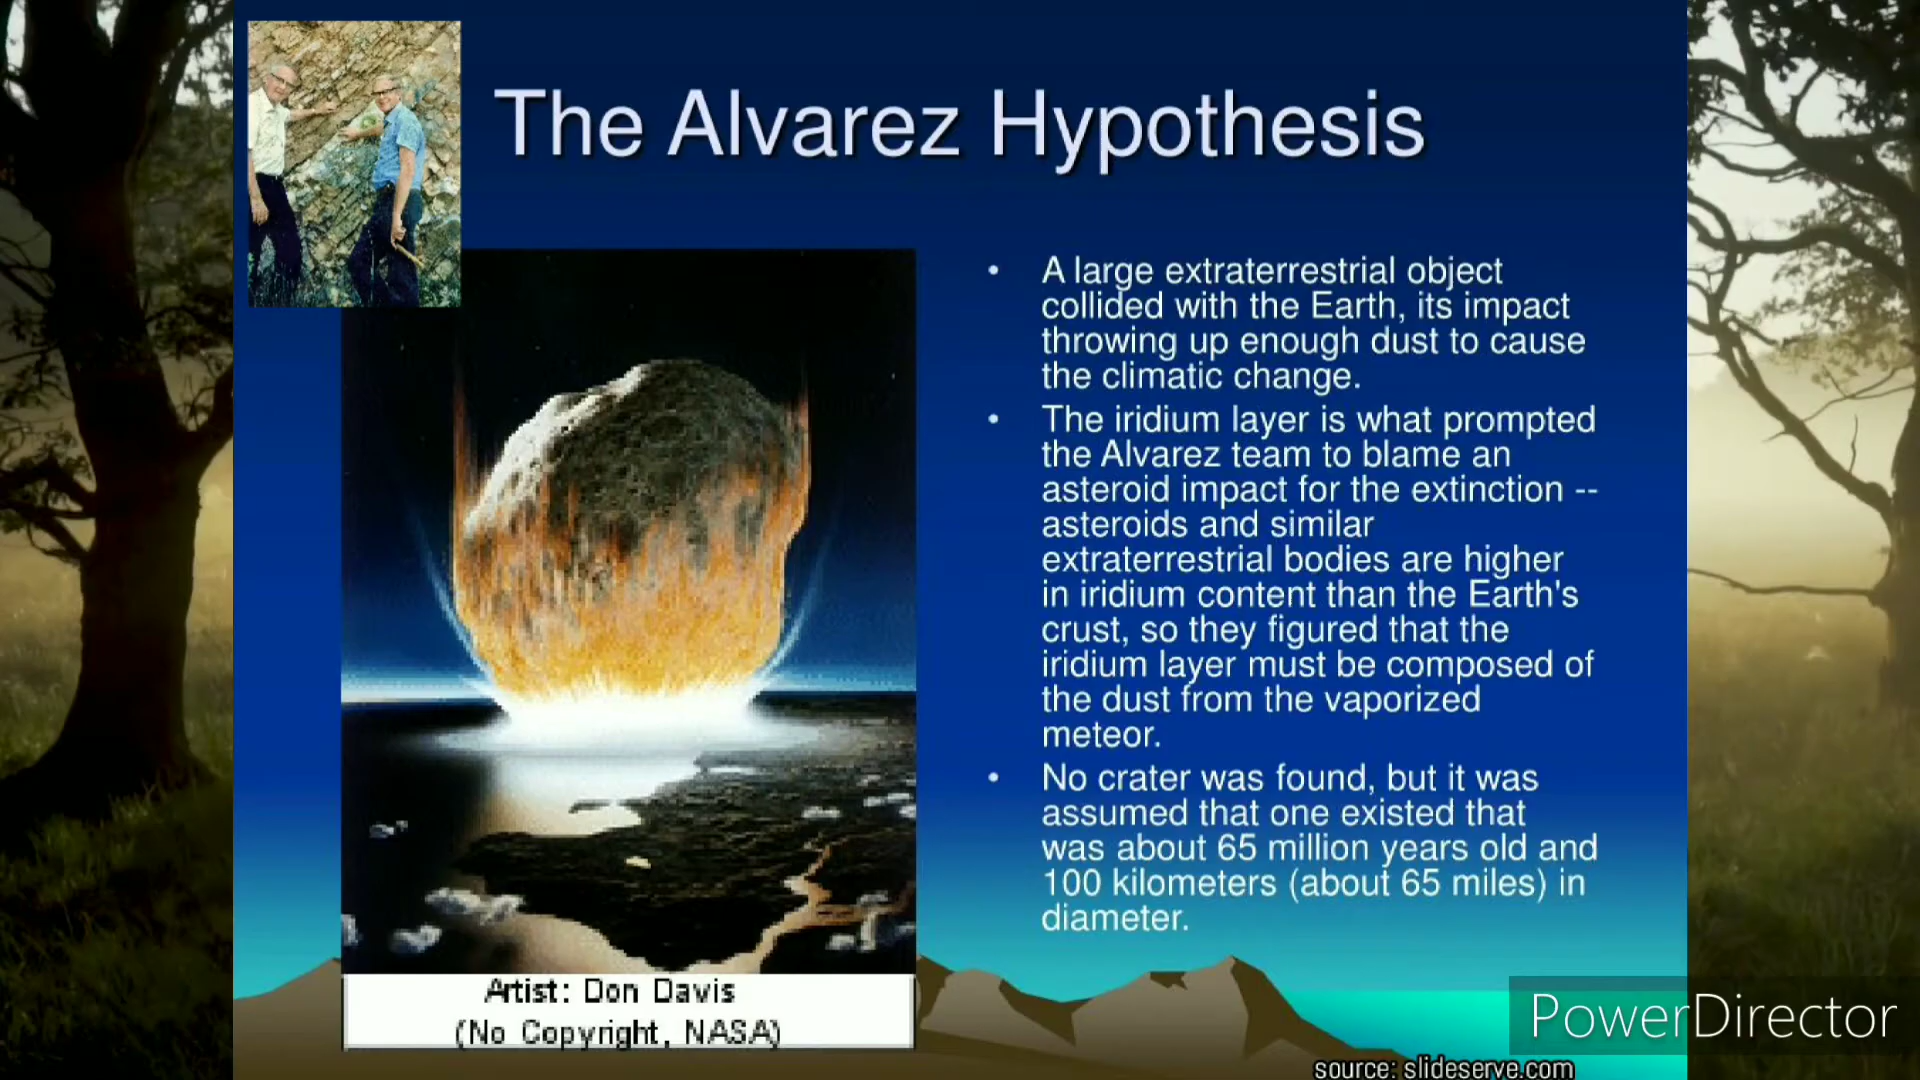 The Alvarez Hypothesis
• A large extraterrestrial object
collided with the Earth, its impact
throwing up enough dust to cause
the climatic change.
• The iridium layer is what prompted
the Alvarez team to blame an
asteroid impact for the extinction --
asteroids and similar
extraterrestrial bodies are higher
in iridium content than the Earth's
crust, so they figured that the
iridium layer must be composed of
the dust from the vaporized
meteor.
• No crater was found, but it was
assumed that one existed that
was about 65 million years old and
100 kilometers (about 65 miles) in
diameter.
Artist: Don Davis
(No Copyright, NASA)
PowerDirector
source: slideserve.com